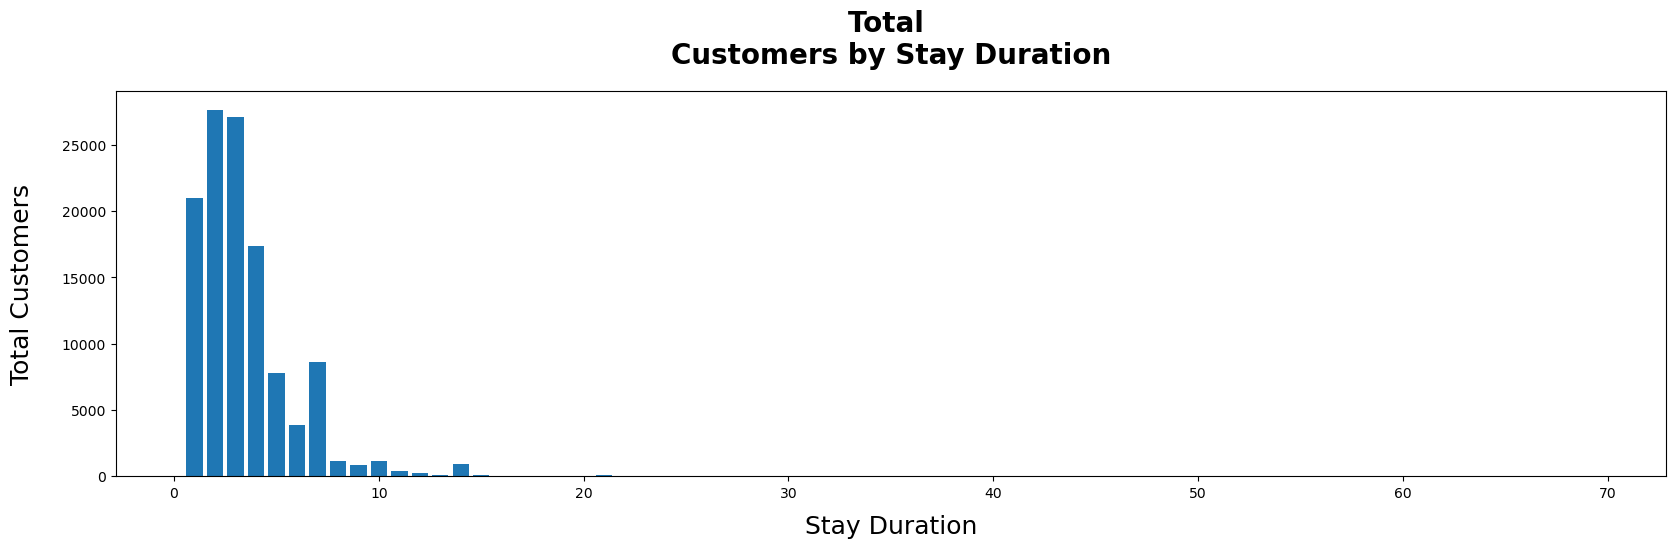 Total
Customers by Stay Duration
Total Customers
25000
20000
15000
10000
5000
0
0 10 20 30 40 50 60 70
Stay Duration